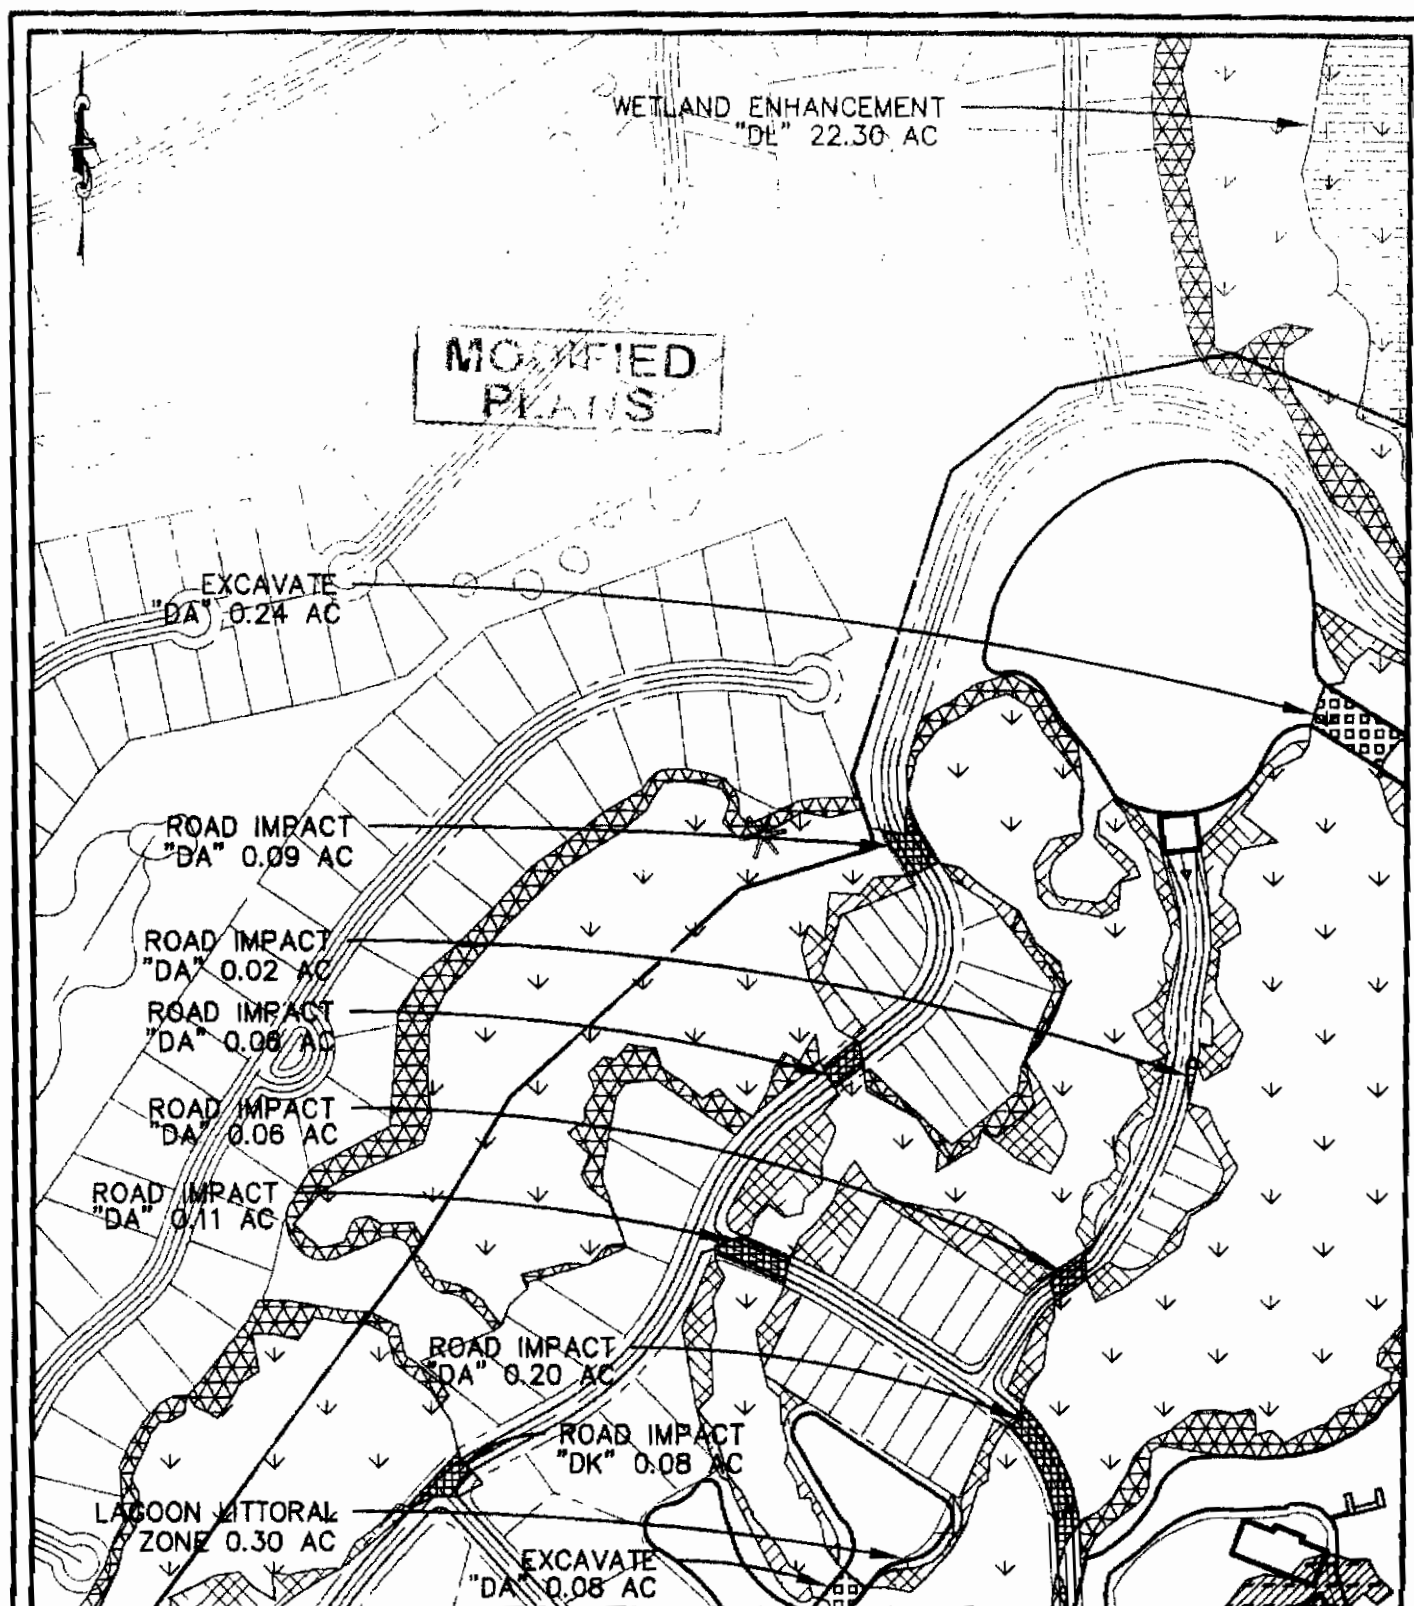 WETLAND ENHANCEMENT
"DL" 22.30 AC
MODIFIED
PLANS
EXCAVATE
"DA" 0.24 AC
ROAD IMPACT
"DA" 0.09 AC
ROAD IMPACT
"DA" 0.02 AC
ROAD IMPACT
"DA" 0.08 AC
ROAD IMPACT
"DA" 0.06 AC
ROAD IMPACT
"DA" 0.11 AC
ROAD IMPACT
"DA" 0.20 AC
ROAD IMPACT
"DK" 0.08 AC
LAGOON LITTORAL
ZONE 0.30 AC
EXCAVATE
"DA" 0.08 AC